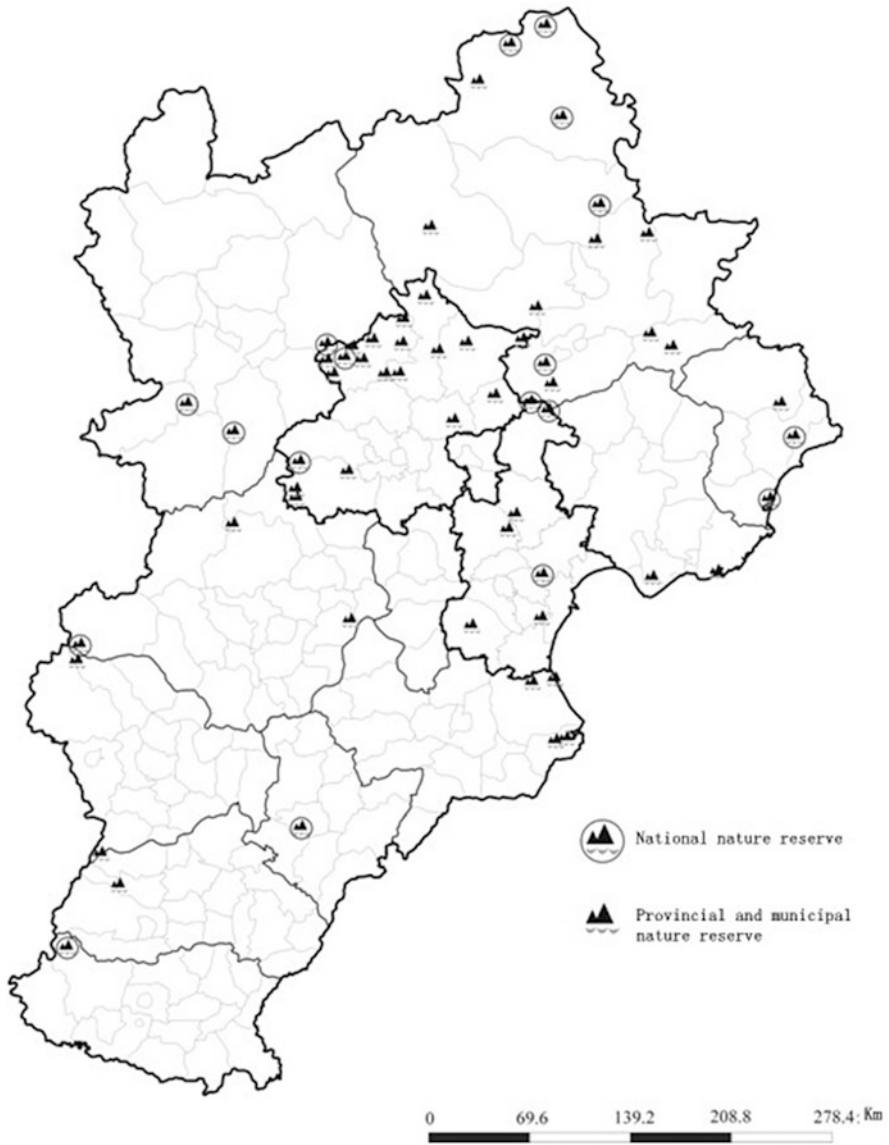 National nature reserve
Provincial and municipal
nature reserve
0 69.6 139.2 208.8 278.4: Km